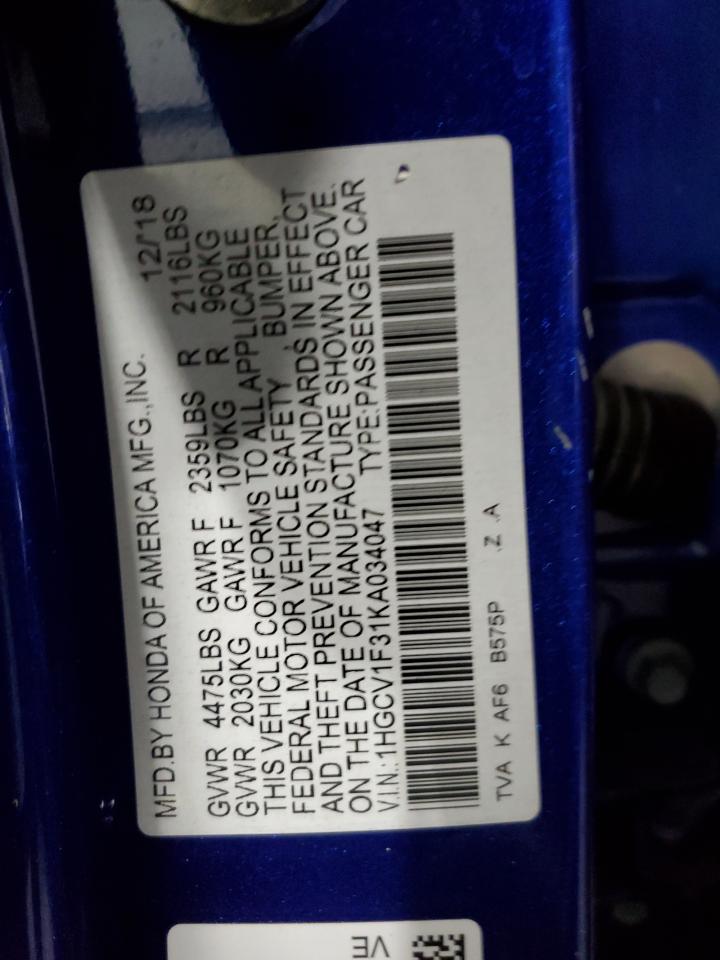 MFD.BY HONDA OF AMERICA MFG.,INC. 12/18
GVWR 4475LBS GAWR F 2359LBS R 2116LBS
GVWR 2030KG GAWR F 1070KG R 960KG
THIS VEHICLE CONFORMS TO ALL APPLICABLE
FEDERAL MOTOR VEHICLE SAFETY , BUMPER,
AND THEFT PREVENTION STANDARDS IN EFFECT
ON THE DATE OF MANUFACTURE SHOWN ABOVE.
V.I.N.:1HGCV1F31KA034047 TYPE:PASSENGER CAR
TVA K AF6 B575P .Z .A
VE